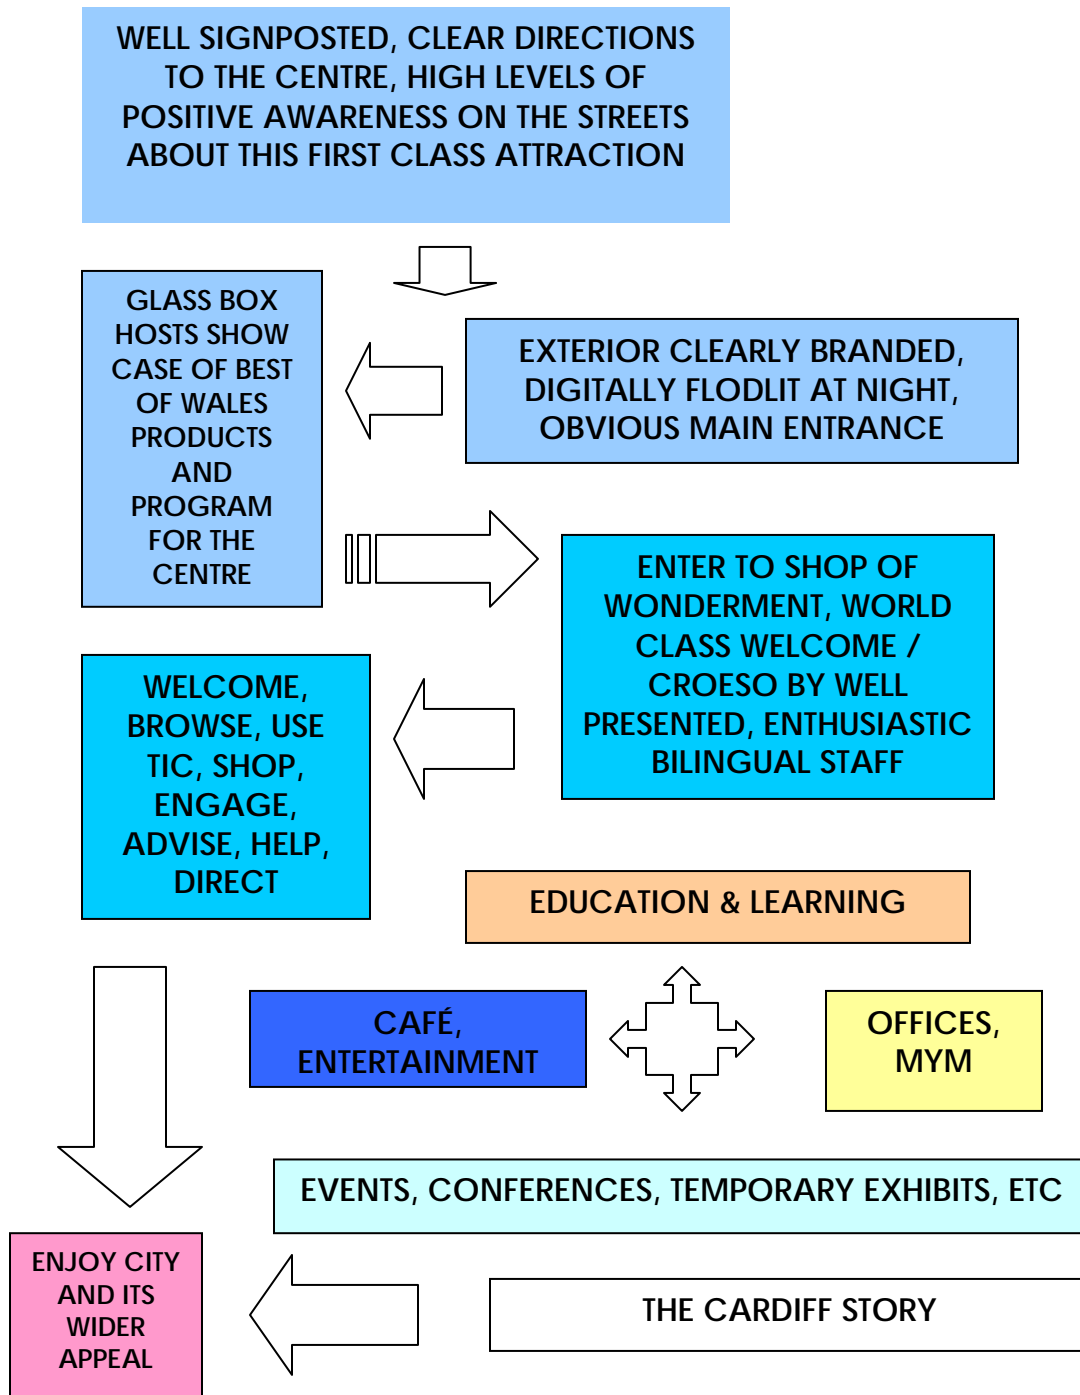 WELL SIGNPOSTED, CLEAR DIRECTIONS
TO THE CENTRE, HIGH LEVELS OF
POSITIVE AWARENESS ON THE STREETS
ABOUT THIS FIRST CLASS ATTRACTION
EXTERIOR CLEARLY BRANDED,
DIGITALLY FLODLIT AT NIGHT,
OBVIOUS MAIN ENTRANCE
GLASS BOX
HOSTS SHOW
CASE OF BEST
OF WALES
PRODUCTS
AND
PROGRAM
FOR THE
CENTRE
ENTER TO SHOP OF
WONDERMENT, WORLD
CLASS WELCOME /
CROESO BY WELL
PRESENTED, ENTHUSIASTIC
BILINGUAL STAFF
WELCOME,
BROWSE, USE
TIC, SHOP,
ENGAGE,
ADVISE, HELP,
DIRECT
EDUCATION & LEARNING
CAFÉ,
ENTERTAINMENT
OFFICES,
MYM
EVENTS, CONFERENCES, TEMPORARY EXHIBITS, ETC
THE CARDIFF STORY
ENJOY CITY
AND ITS
WIDER
APPEAL